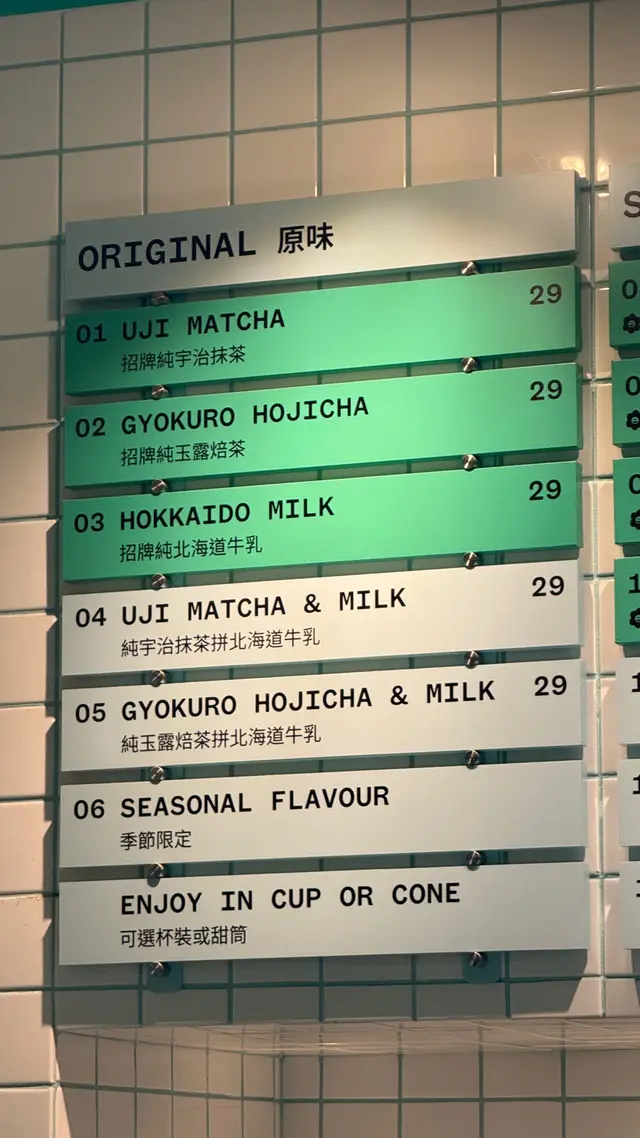 ORIGINAL 原味
01 UJI MATCHA 29
招牌純宇治抹茶
02 GYOKURO HOJICHA 29
招牌純玉露焙茶
03 HOKKAIDO MILK 29
招牌純北海道牛乳
04 UJI MATCHA & MILK 29
純宇治抹茶拼北海道牛乳
05 GYOKURO HOJICHA & MILK 29
純玉露焙茶拼北海道牛乳
06 SEASONAL FLAVOUR
季節限定
ENJOY IN CUP OR CONE
可選杯裝或甜筒